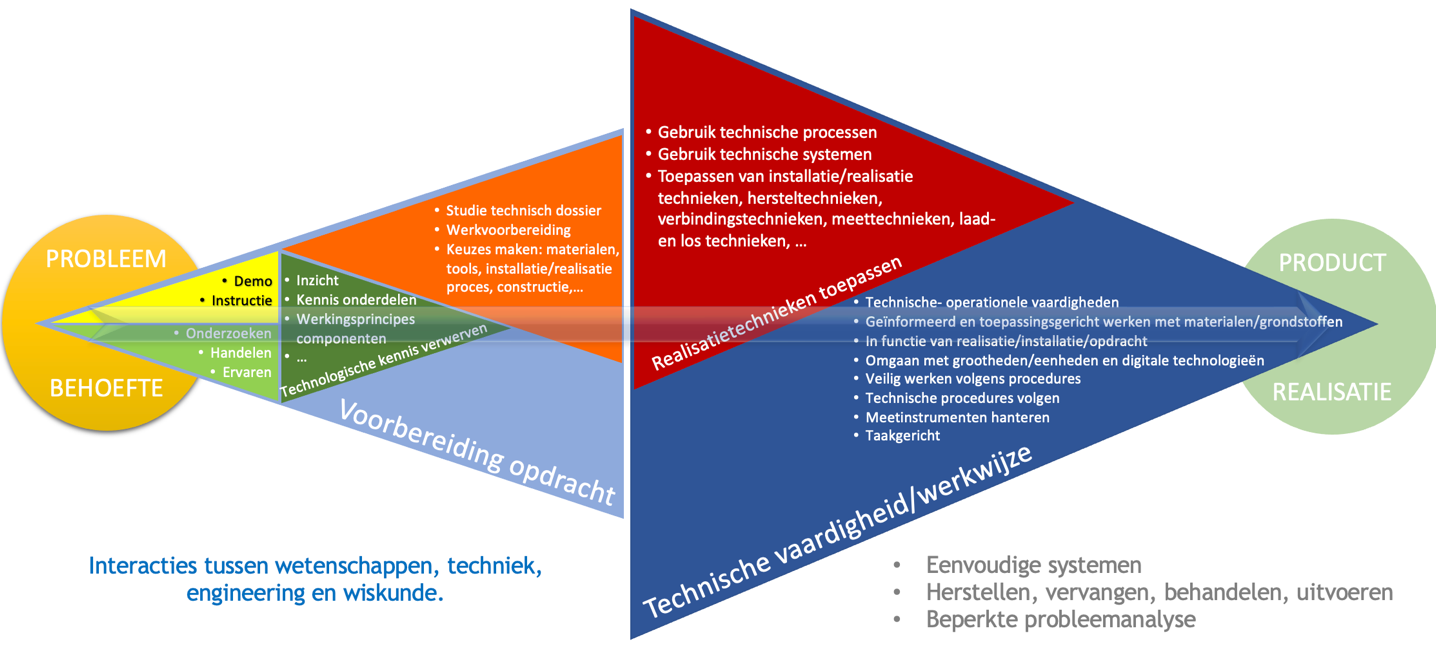 PROBLEEM
BEHOEFTE
• Demo
• Instructie
• Onderzoeken
• Handelen
• Ervaren
• Inzicht
• Kennis onderdelen
• Werkingsprincipes
componenten
• ...
Technologische kennis verwerven
• Studie technisch dossier
• Werkvoorbereiding
• Keuzes maken: materialen,
tools, installatie/realisatie
proces, constructie,...
Voorbereiding opdracht
• Gebruik technische processen
• Gebruik technische systemen
• Toepassen van installatie/realisatie
technieken, hersteltechnieken,
verbindingstechnieken, meettechnieken, laad-
en los technieken, ...
Realisatietechnieken toepassen
• Technische- operationele vaardigheden
• Geïnformeerd en toepassingsgericht werken met materialen/grondstoffen
• In functie van realisatie/installatie/opdracht
• Omgaan met grootheden/eenheden en digitale technologieën
• Veilig werken volgens procedures
• Technische procedures volgen
• Meetinstrumenten hanteren
• Taakgericht
Technische vaardigheid/werkwijze
PRODUCT
REALISATIE
Interacties tussen wetenschappen, techniek,
engineering en wiskunde.
• Eenvoudige systemen
• Herstellen, vervangen, behandelen, uitvoeren
• Beperkte probleemanalyse